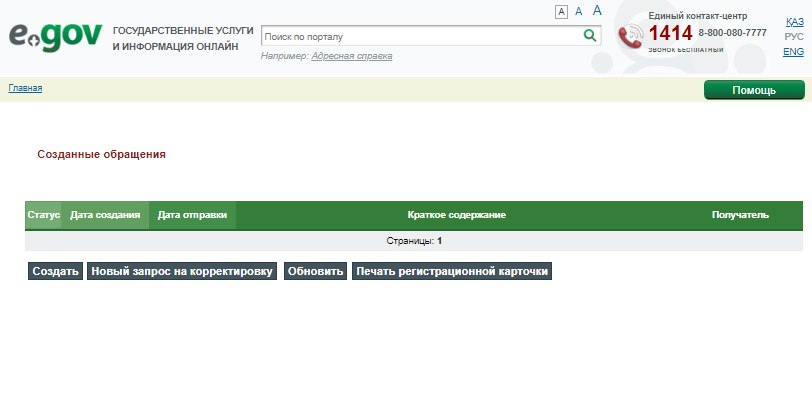 e.gov
ГОСУДАРСТВЕННЫЕ УСЛУГИ
И ИНФОРМАЦИЯ ОНЛАЙН
A A A
Поиск по порталу
Например: Адресная справка
Единый контакт-центр
1414 8-800-080-7777
ЗВОНОК БЕСПЛАТНЫЙ
ҚАЗ
РУС
ENG
Главная
Помощь
Созданные обращения
Статус Дата создания Дата отправки Краткое содержание Получатель
Страницы: 1
Создать Новый запрос на корректировку Обновить Печать регистрационной карточки